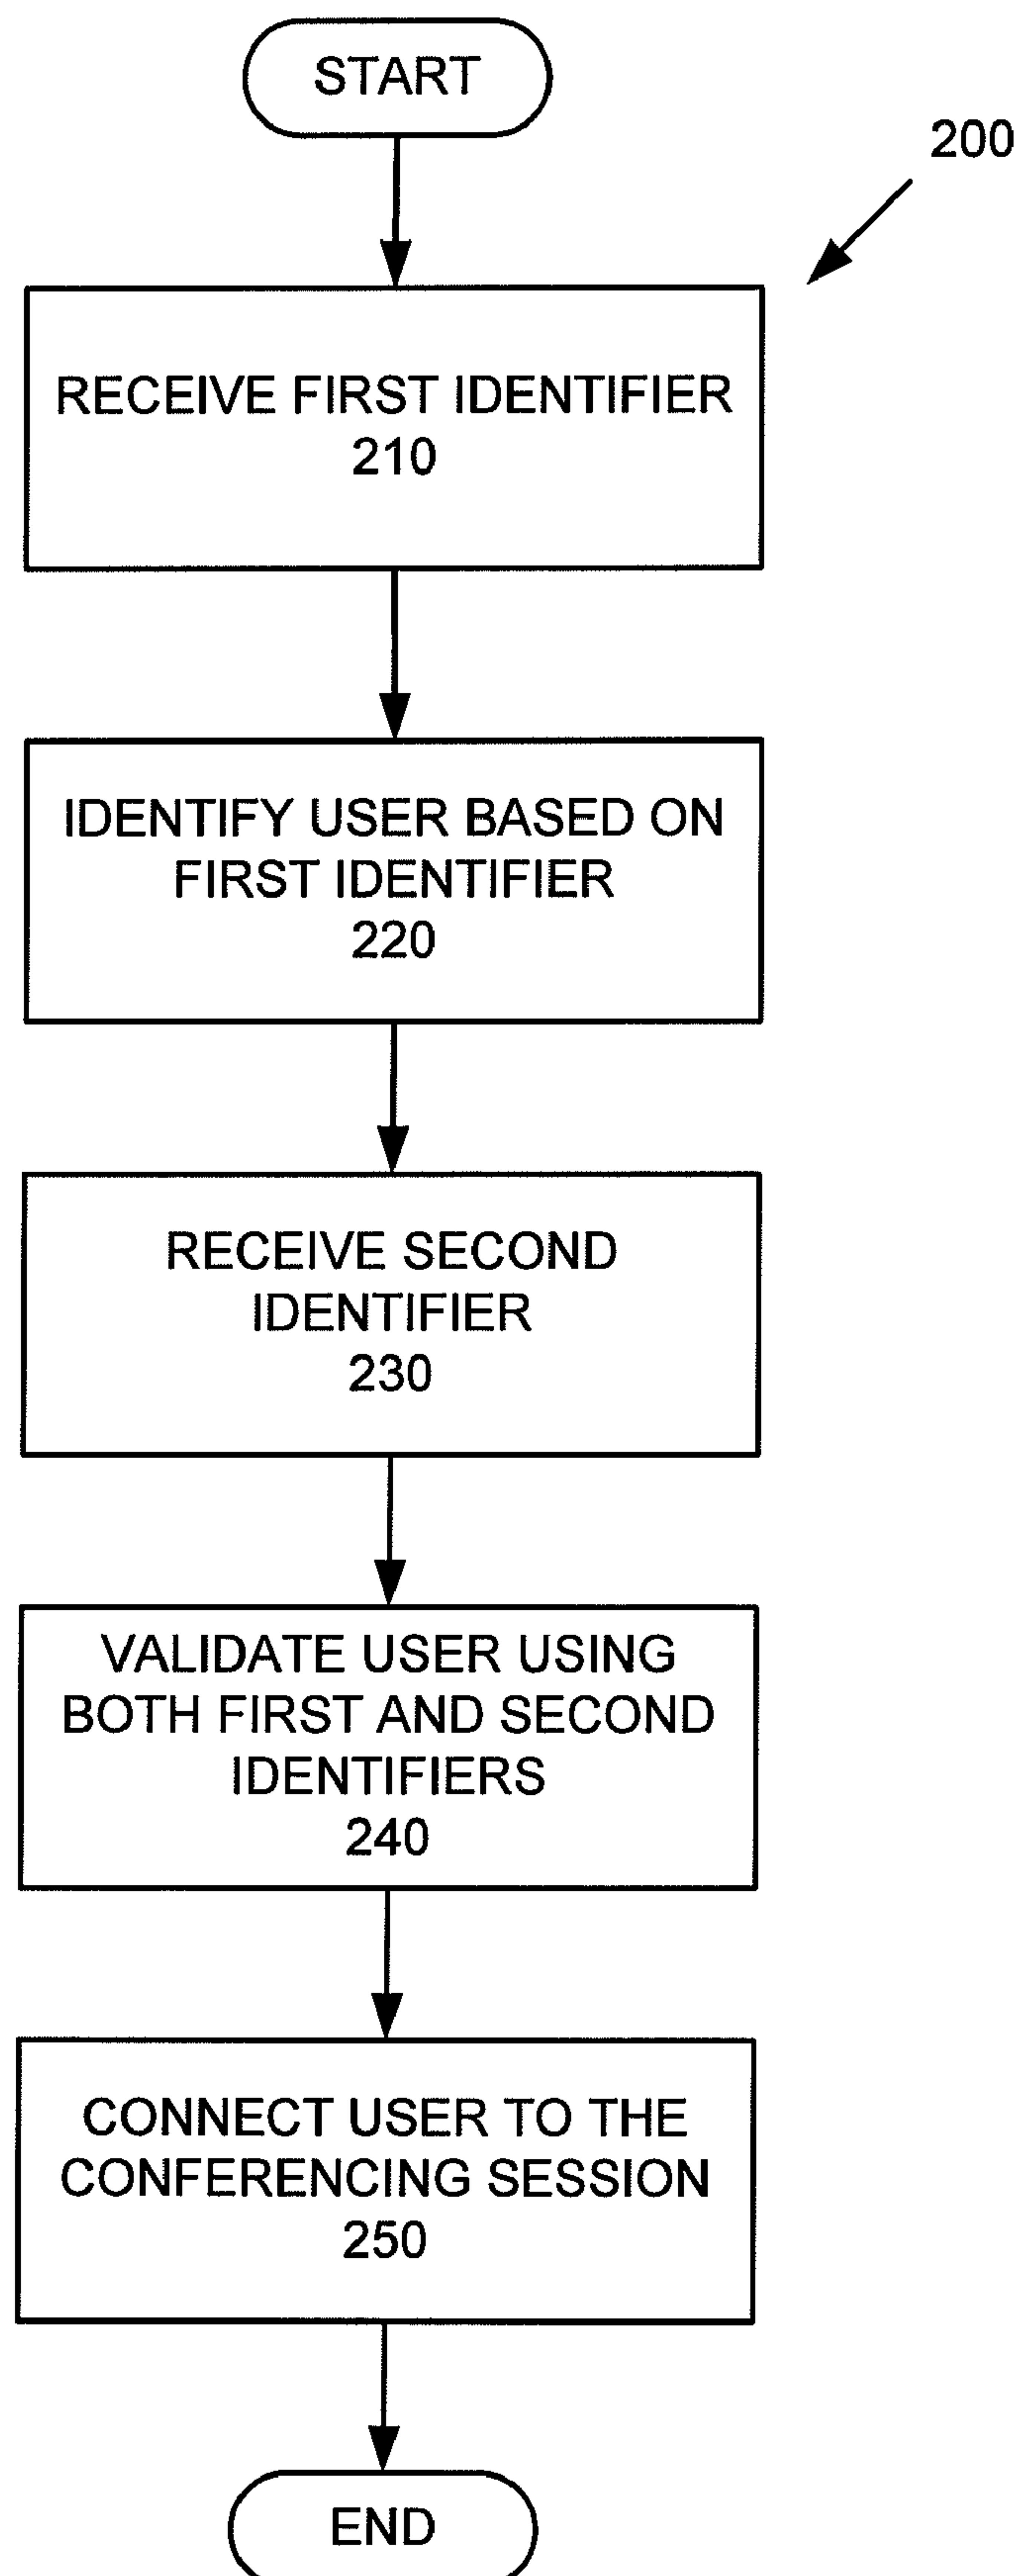 START
200
RECEIVE FIRST IDENTIFIER
210
IDENTIFY USER BASED ON
FIRST IDENTIFIER
220
RECEIVE SECOND
IDENTIFIER
230
VALIDATE USER USING
BOTH FIRST AND SECOND
IDENTIFIERS
240
CONNECT USER TO THE
CONFERENCING SESSION
250
END